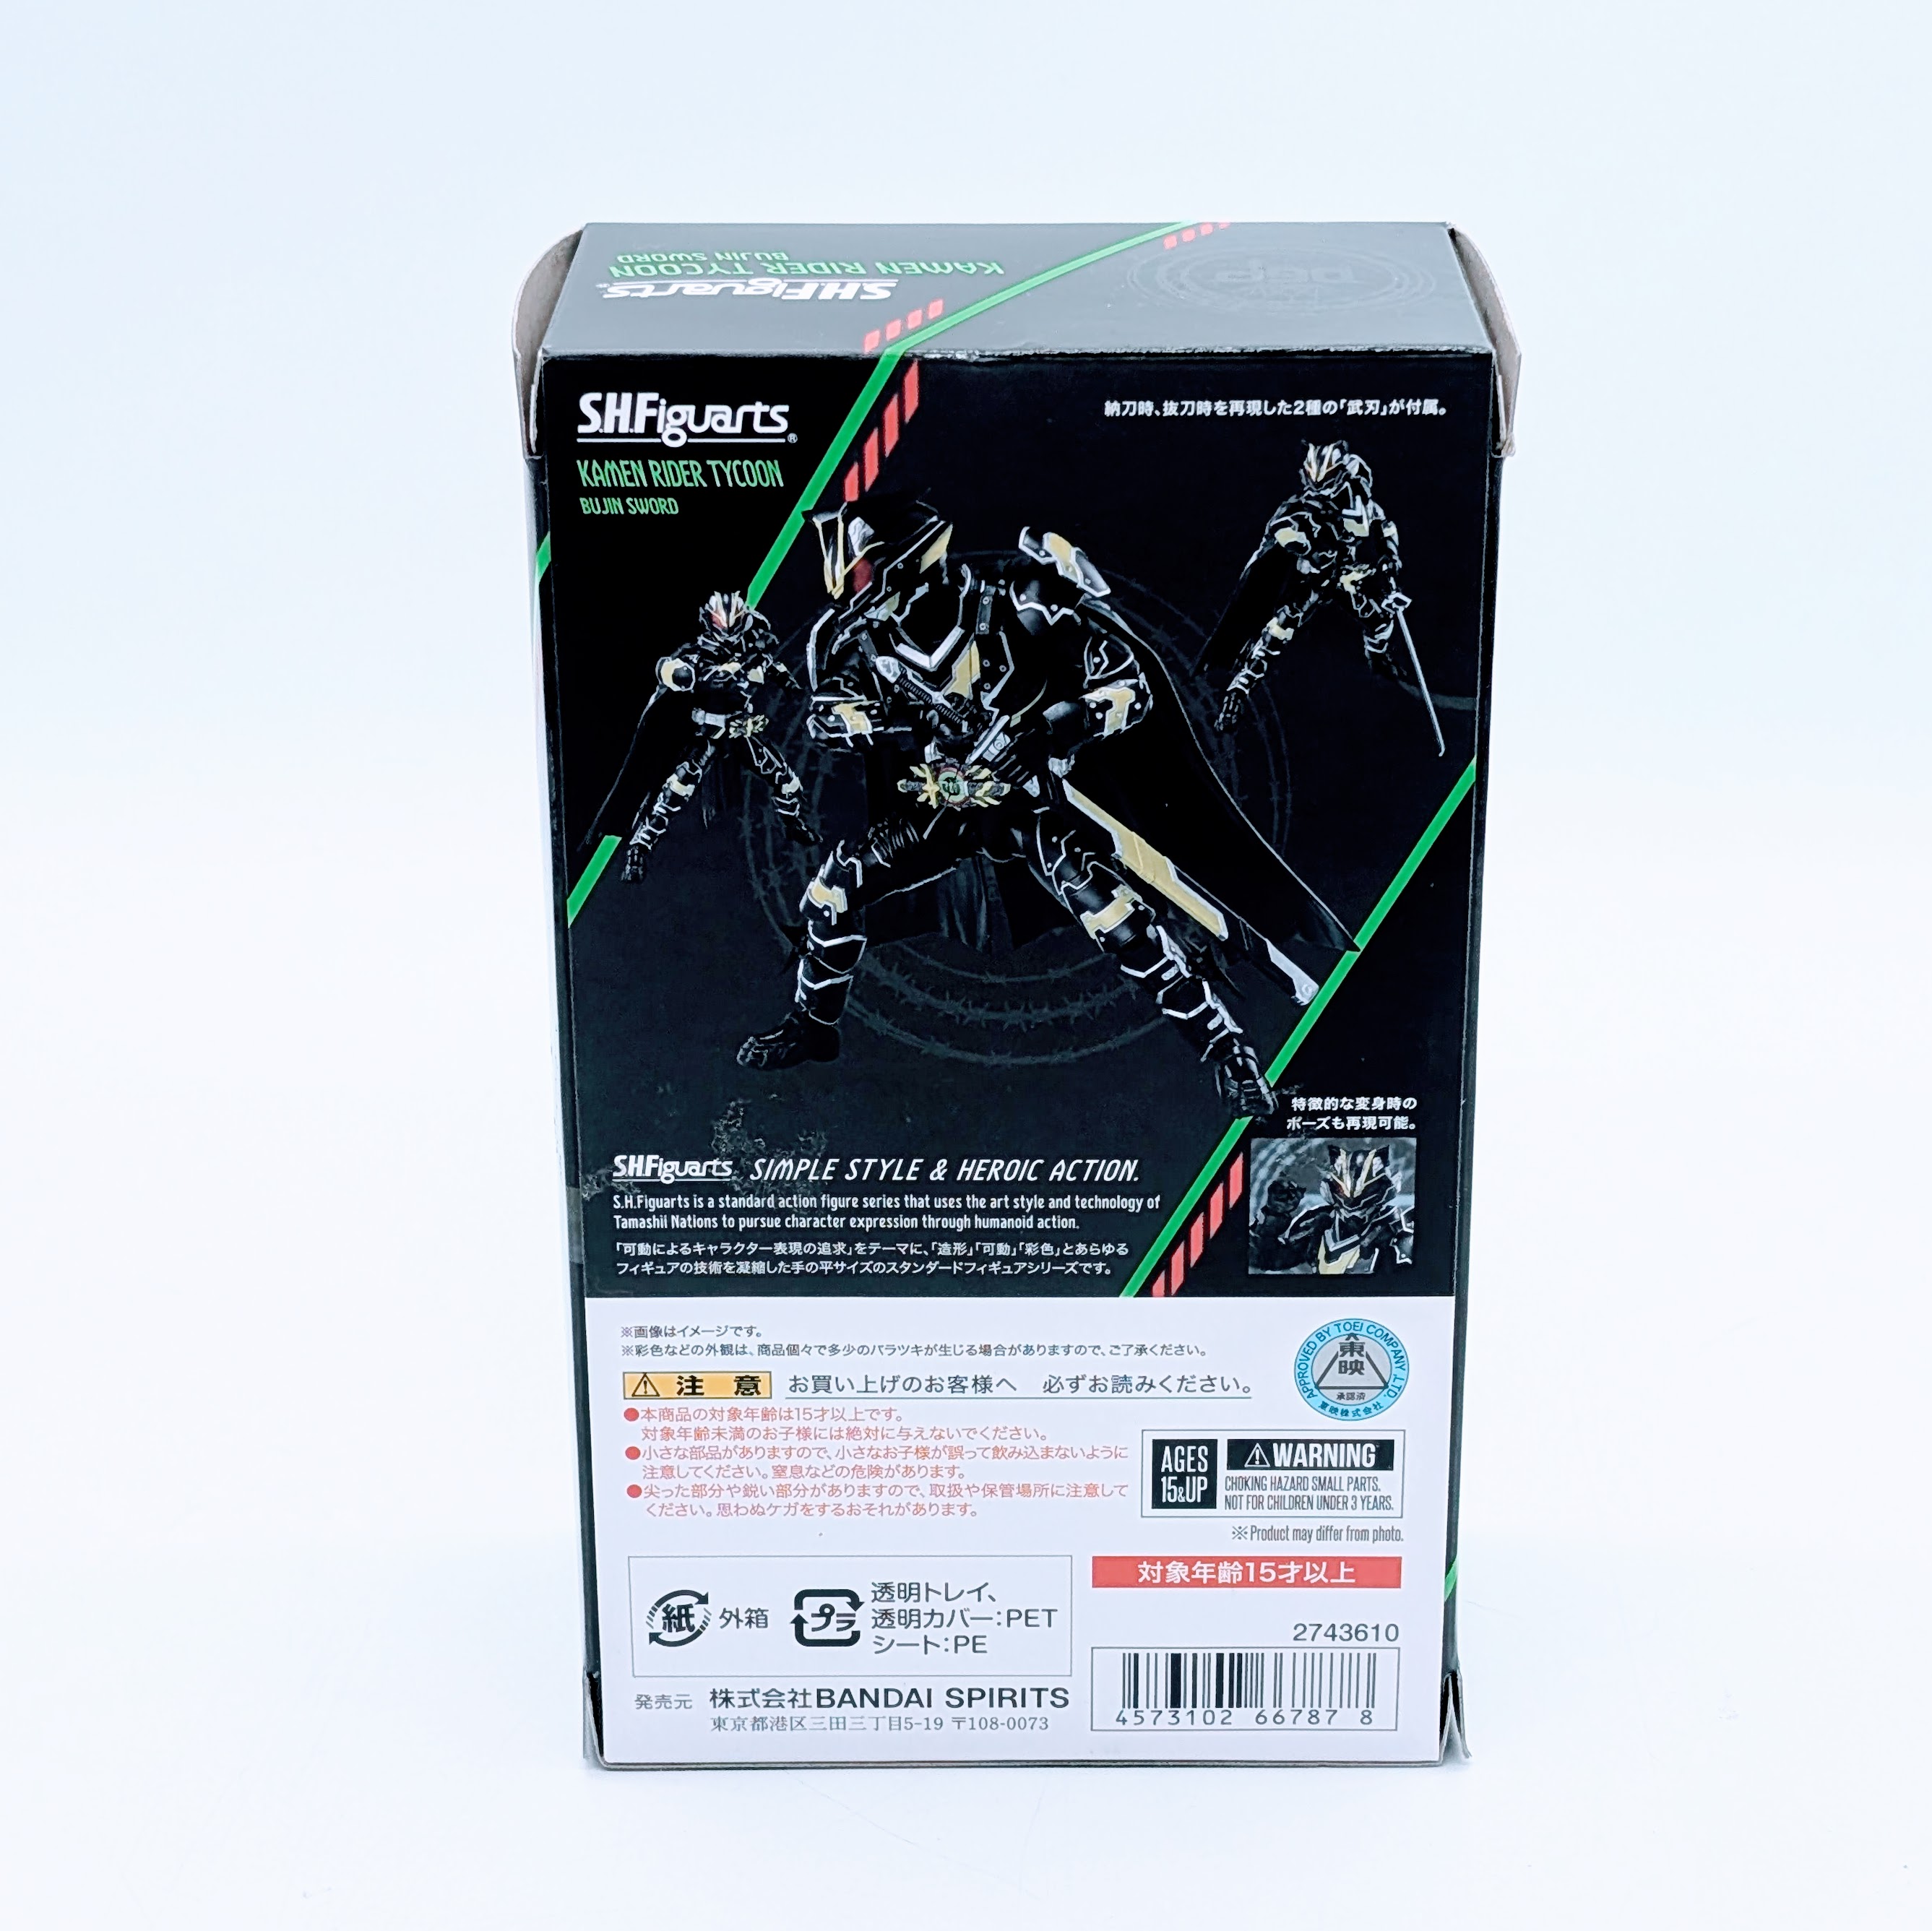 KAMEN RIDER TYCOON
BUJIN SWORD
S.H.Figuarts
S.H.Figuarts®
KAMEN RIDER TYCOON
BUJIN SWORD
納刀時、抜刀時を再現した2種の「武刃」が付属。
特徴的な変身時の
ポーズも再現可能。
S.H.Figuarts SIMPLE STYLE & HEROIC ACTION.
S.H.Figuarts is a standard action figure series that uses the art style and technology of
Tamashii Nations to pursue character expression through humanoid action.
「可動によるキャラクター表現の追求」をテーマに、「造形」「可動」「彩色」とあらゆる
フィギュアの技術を凝縮した手の平サイズのスタンダードフィギュアシリーズです。
※画像はイメージです。
※彩色などの外観は、商品個々で多少のバラツキが生じる場合がありますので、ご了承ください。
注 意 お買い上げのお客様へ 必ずお読みください。
●本商品の対象年齢は15才以上です。
対象年齢未満のお子様には絶対に与えないでください。
●小さな部品がありますので、小さなお子様が誤って飲み込まないように
注意してください。窒息などの危険があります。
●尖った部分や鋭い部分がありますので、取扱や保管場所に注意して
ください。思わぬケガをするおそれがあります。
APPROVED BY TOEI COMPANY, LTD.
東映
承認済
東映株式会社
AGES
15&UP
⚠WARNING
CHOKING HAZARD SMALL PARTS.
NOT FOR CHILDREN UNDER 3 YEARS.
※Product may differ from photo.
対象年齢15才以上
紙 外箱
プラ
透明トレイ、
透明カバー:PET
シート:PE
発売元 株式会社BANDAI SPIRITS
東京都港区三田三丁目5-19 〒108-0073
2743610
4573102 66787 8